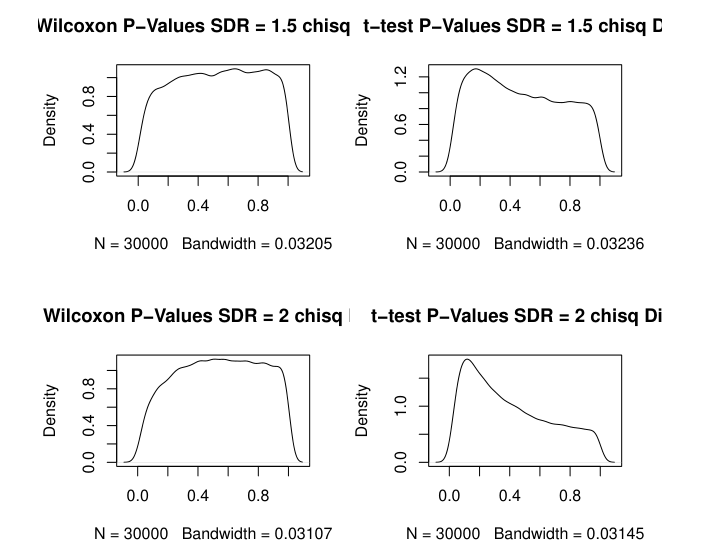 Wilcoxon P−Values SDR = 1.5 chisq
t−test P−Values SDR = 1.5 chisq D
Density
0.0 0.4 0.8
0.0 0.4 0.8
N = 30000 Bandwidth = 0.03205
Density
0.0 0.6 1.2
0.0 0.4 0.8
N = 30000 Bandwidth = 0.03236
Wilcoxon P−Values SDR = 2 chisq
t−test P−Values SDR = 2 chisq Di
Density
0.0 0.4 0.8
0.0 0.4 0.8
N = 30000 Bandwidth = 0.03107
Density
0.0 1.0
0.0 0.4 0.8
N = 30000 Bandwidth = 0.03145